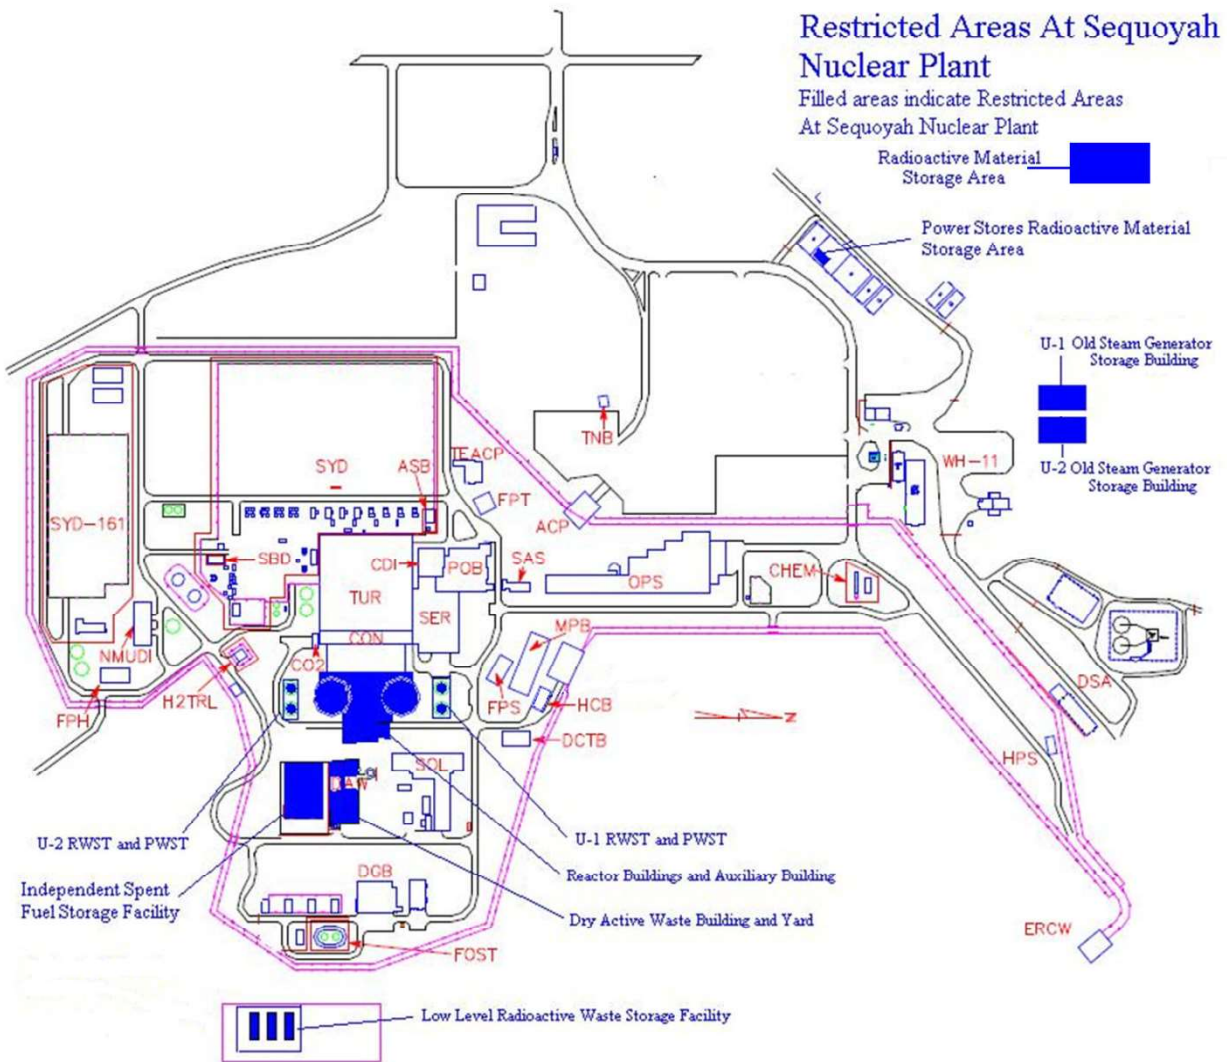 Restricted Areas At Sequoyah
Nuclear Plant
Filled areas indicate Restricted Areas
At Sequoyah Nuclear Plant
Radioactive Material
Storage Area
Power Stores Radioactive Material
Storage Area
U-1 Old Steam Generator
Storage Building
U-2 Old Steam Generator
Storage Building
TNB
SYD
ASB
TEACP
FPT
ACP
WH-11
SYD-161
SBD
CDI
POB
SAS
OPS
CHEM
TUR
SER
CON
MPB
NMUDI
CO2
H2TRL
FPH
FPS
HCB
DCTB
DSA
HPS
N
SOL
DAW
U-2 RWST and PWST
U-1 RWST and PWST
Independent Spent
Fuel Storage Facility
DGB
Reactor Buildings and Auxiliary Building
Dry Active Waste Building and Yard
FOST
ERCW
Low Level Radioactive Waste Storage Facility